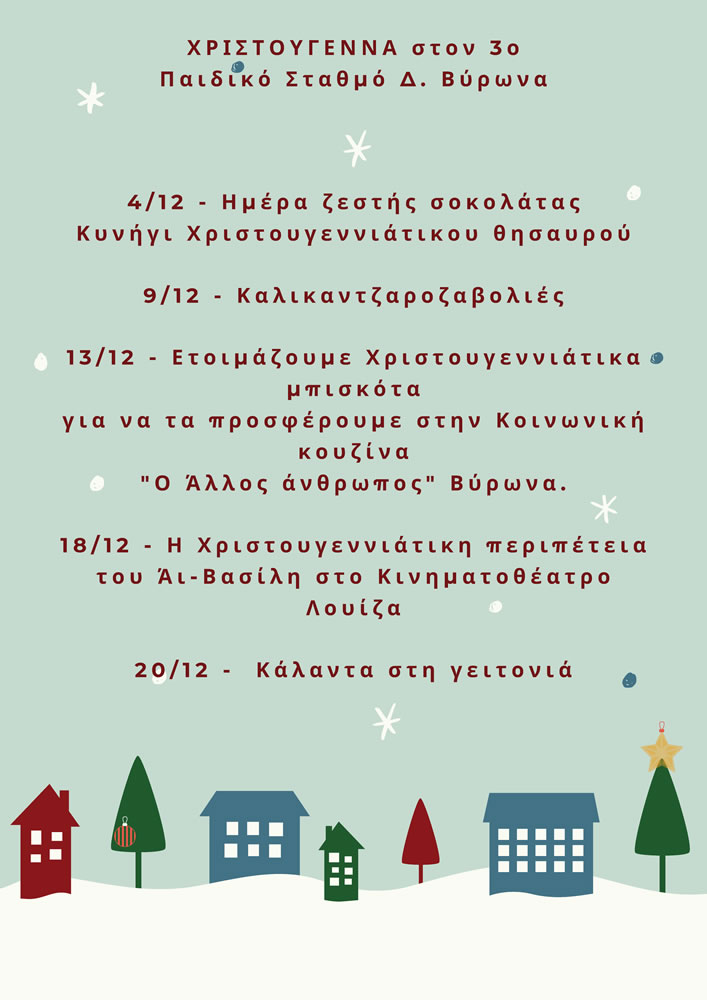 ΧΡΙΣΤΟΥΓΕΝΝΑ στον 3ο
Παιδικό Σταθμό Δ. Βύρωνα
4/12 - Ημέρα ζεστής σοκολάτας
Κυνήγι Χριστουγεννιάτικου θησαυρού
9/12 - Καλικαντζαροζαβολιές
13/12 - Ετοιμάζουμε Χριστουγεννιάτικα
μπισκότα
για να τα προσφέρουμε στην Κοινωνική
κουζίνα
"Ο Άλλος άνθρωπος" Βύρωνα.
18/12 - Η Χριστουγεννιάτικη περιπέτεια
του Άι-Βασίλη στο Κινηματοθέατρο
Λουίζα
20/12 - Κάλαντα στη γειτονιά